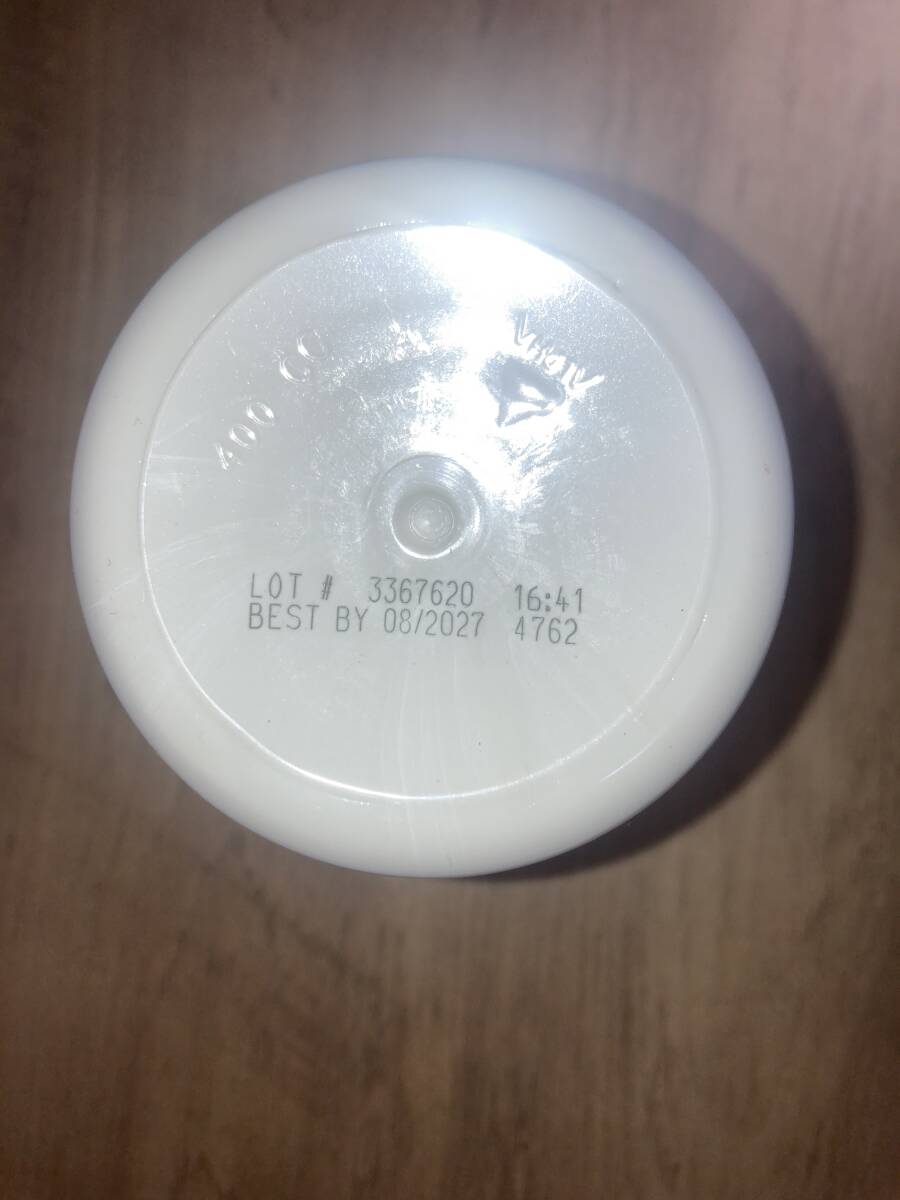 400 CC
LOT # 3367620 16:41
BEST BY 08/2027 4762